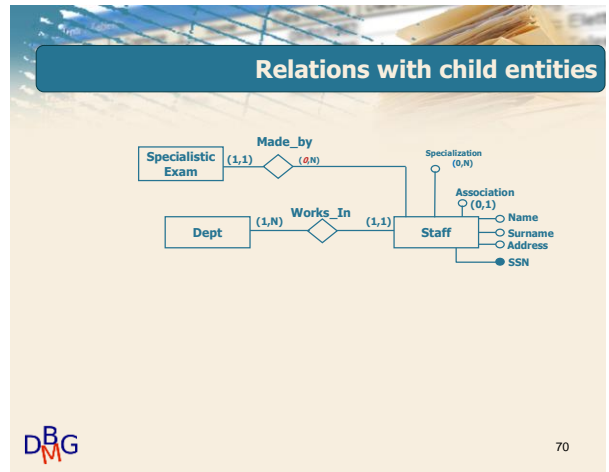 Relations with child entities
Made_by
Specialistic
Exam
(1,1)
(0,N)
Specialization
(0,N)
Association
(0,1)
Dept
(1,N)
Works_In
(1,1)
Staff
Name
Surname
Address
SSN
DBMG
70